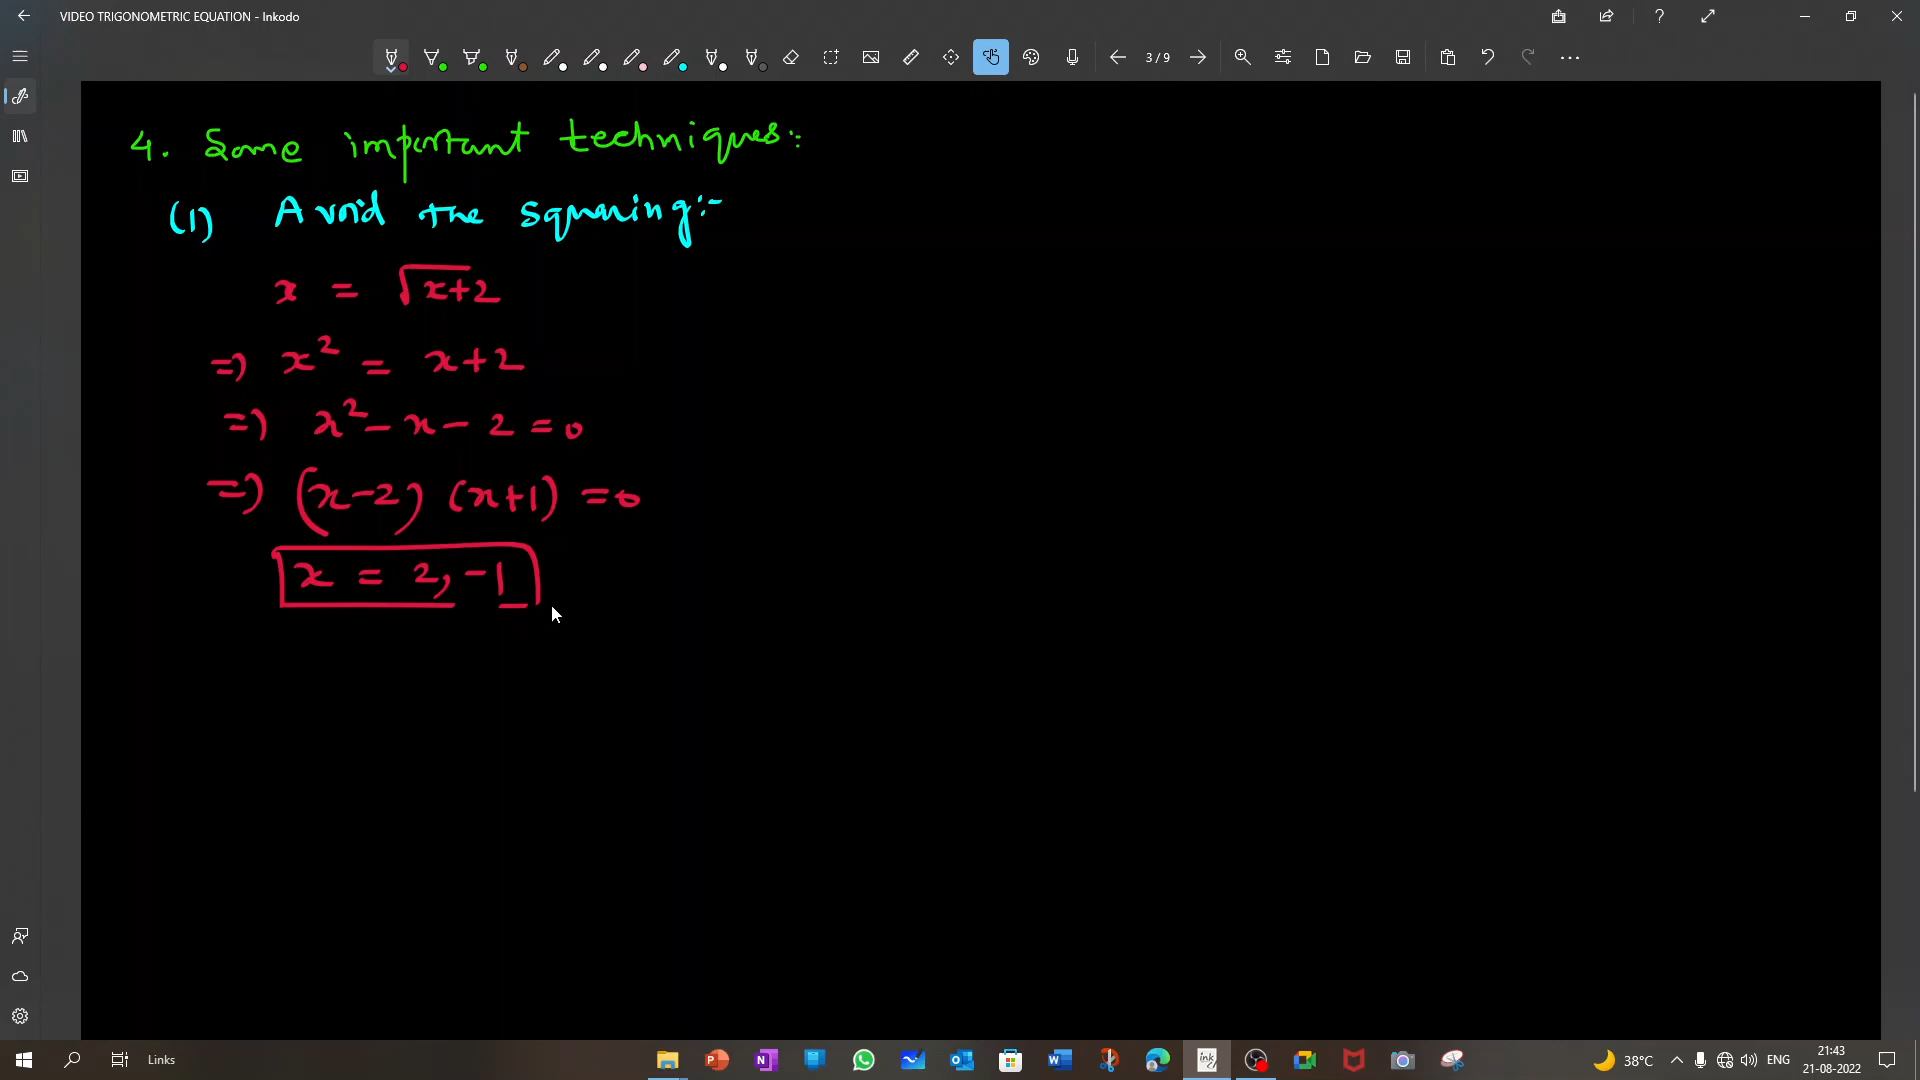 VIDEO TRIGONOMETRIC EQUATION - Inkodo
3 / 9
4. Some important techniques:
(1) Avoid the squaring:-
x = √x+2
=) x² = x+2
=) x² - x - 2 = 0
=) (x-2) (x+1) = 0
x = 2, -1
Links
38°C
ENG
21:43
21-08-2022